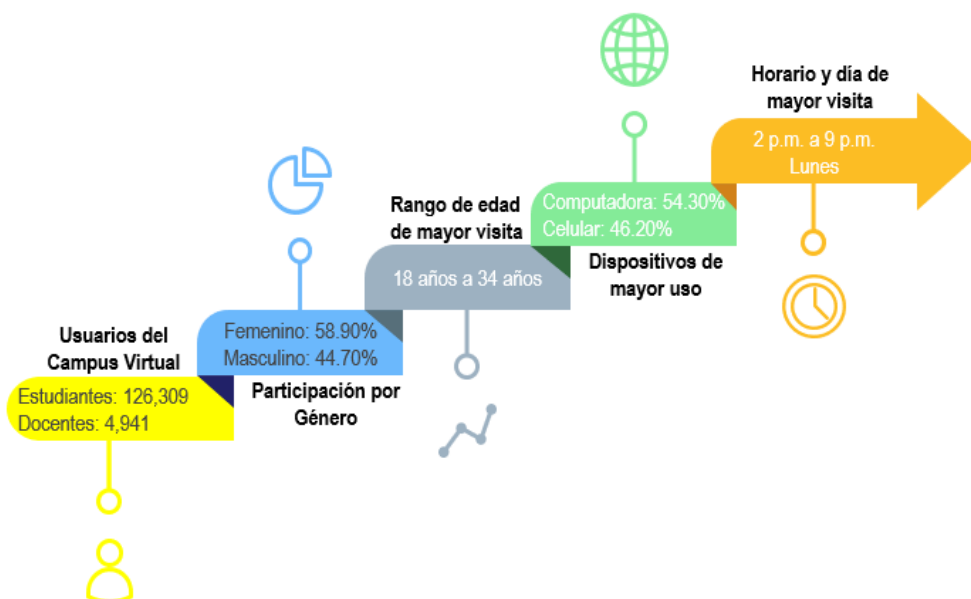 Usuarios del
Campus Virtual
Estudiantes: 126,309
Docentes: 4,941
Femenino: 58.90%
Masculino: 44.70%
Participación por
Género
Rango de edad
de mayor visita
18 años a 34 años
Computadora: 54.30%
Celular: 46.20%
Dispositivos de
mayor uso
Horario y día de
mayor visita
2 p.m. a 9 p.m.
Lunes